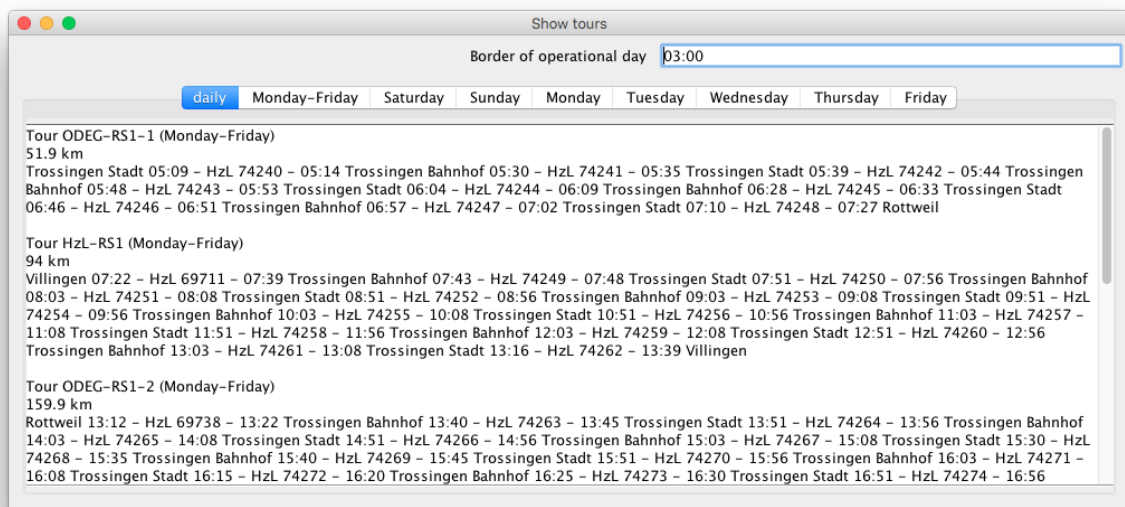 Show tours
Border of operational day 03:00
daily Monday-Friday Saturday Sunday Monday Tuesday Wednesday Thursday Friday
Tour ODEG-RS1-1 (Monday-Friday)
51.9 km
Trossingen Stadt 05:09 – HzL 74240 – 05:14 Trossingen Bahnhof 05:30 – HzL 74241 – 05:35 Trossingen Stadt 05:39 – HzL 74242 – 05:44 Trossingen
Bahnhof 05:48 – HzL 74243 – 05:53 Trossingen Stadt 06:04 – HzL 74244 – 06:09 Trossingen Bahnhof 06:28 – HzL 74245 – 06:33 Trossingen Stadt
06:46 – HzL 74246 – 06:51 Trossingen Bahnhof 06:57 – HzL 74247 – 07:02 Trossingen Stadt 07:10 – HzL 74248 – 07:27 Rottweil
Tour HzL-RS1 (Monday-Friday)
94 km
Villingen 07:22 – HzL 69711 – 07:39 Trossingen Bahnhof 07:43 – HzL 74249 – 07:48 Trossingen Stadt 07:51 – HzL 74250 – 07:56 Trossingen Bahnhof
08:03 – HzL 74251 – 08:08 Trossingen Stadt 08:51 – HzL 74252 – 08:56 Trossingen Bahnhof 09:03 – HzL 74253 – 09:08 Trossingen Stadt 09:51 – HzL
74254 – 09:56 Trossingen Bahnhof 10:03 – HzL 74255 – 10:08 Trossingen Stadt 10:51 – HzL 74256 – 10:56 Trossingen Bahnhof 11:03 – HzL 74257 –
11:08 Trossingen Stadt 11:51 – HzL 74258 – 11:56 Trossingen Bahnhof 12:03 – HzL 74259 – 12:08 Trossingen Stadt 12:51 – HzL 74260 – 12:56
Trossingen Bahnhof 13:03 – HzL 74261 – 13:08 Trossingen Stadt 13:16 – HzL 74262 – 13:39 Villingen
Tour ODEG-RS1-2 (Monday-Friday)
159.9 km
Rottweil 13:12 – HzL 69738 – 13:22 Trossingen Bahnhof 13:40 – HzL 74263 – 13:45 Trossingen Stadt 13:51 – HzL 74264 – 13:56 Trossingen Bahnhof
14:03 – HzL 74265 – 14:08 Trossingen Stadt 14:51 – HzL 74266 – 14:56 Trossingen Bahnhof 15:03 – HzL 74267 – 15:08 Trossingen Stadt 15:30 – HzL
74268 – 15:35 Trossingen Bahnhof 15:40 – HzL 74269 – 15:45 Trossingen Stadt 15:51 – HzL 74270 – 15:56 Trossingen Bahnhof 16:03 – HzL 74271 –
16:08 Trossingen Stadt 16:15 – HzL 74272 – 16:20 Trossingen Bahnhof 16:25 – HzL 74273 – 16:30 Trossingen Stadt 16:51 – HzL 74274 – 16:56